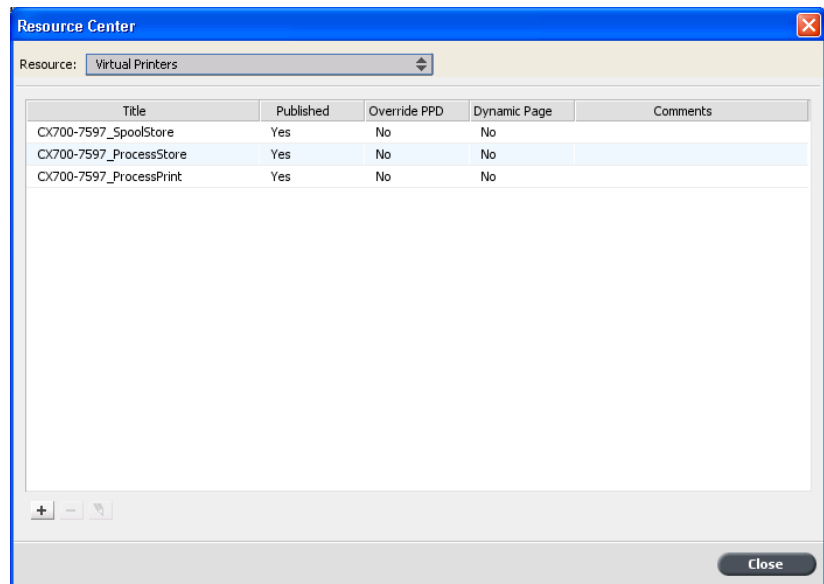 Resource Center
Resource: Virtual Printers
Title Published Override PPD Dynamic Page Comments
CX700-7597_SpoolStore Yes No No
CX700-7597_ProcessStore Yes No No
CX700-7597_ProcessPrint Yes No No
Close